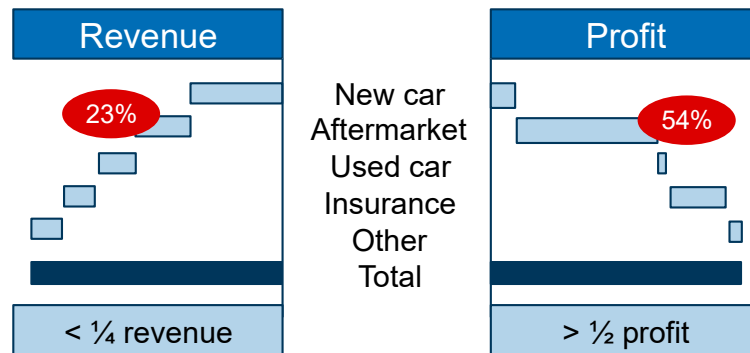 Revenue
Profit
New car
23%
Aftermarket
54%
Used car
Insurance
Other
Total
< ¼ revenue
> ½ profit